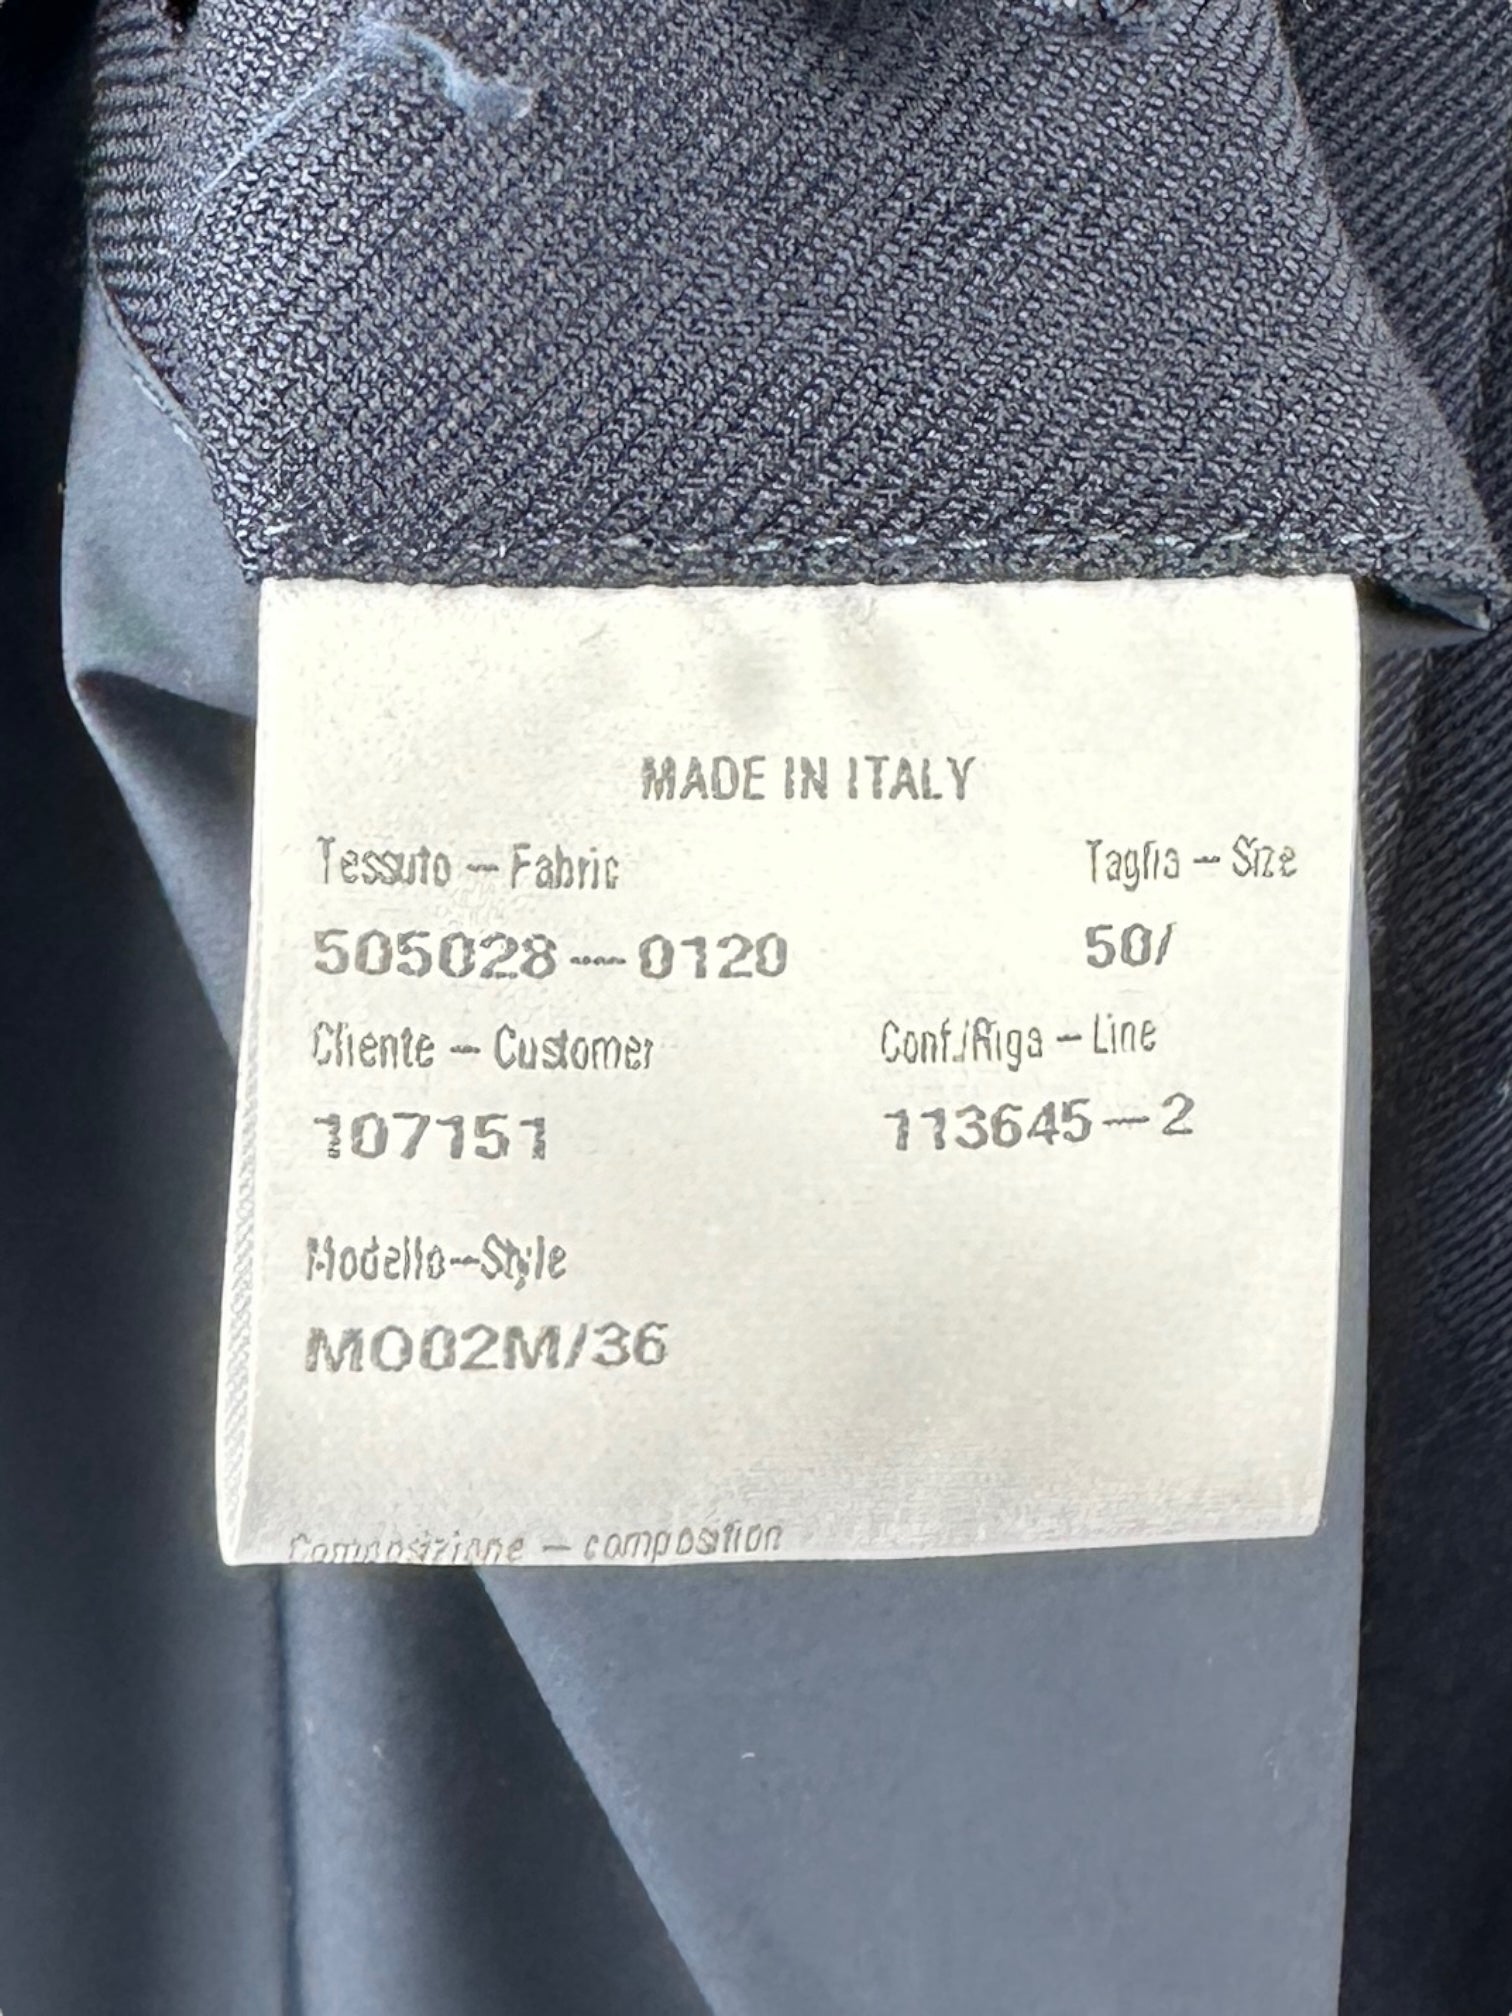 MADE IN ITALY
Tessuto - Fabric Taglia - Size
505028--0120 50/
Cliente - Customer Conf./Riga - Line
107151 113645-2
Modello-Style
MO02M/36
Composizione - composition